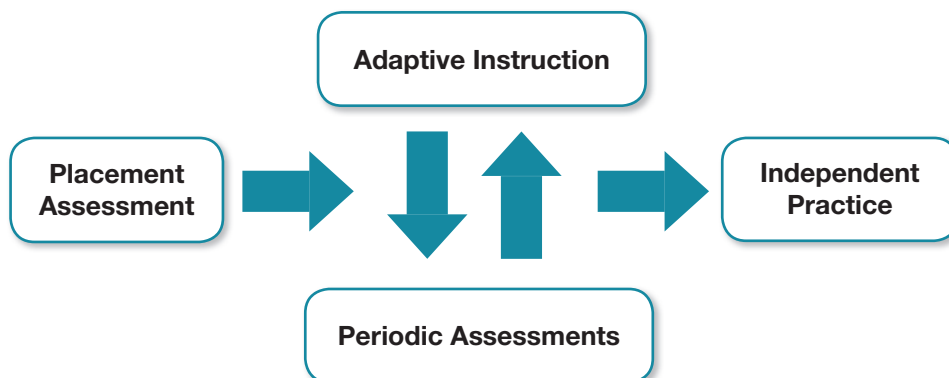 Adaptive Instruction
Placement
Assessment
Independent
Practice
Periodic Assessments